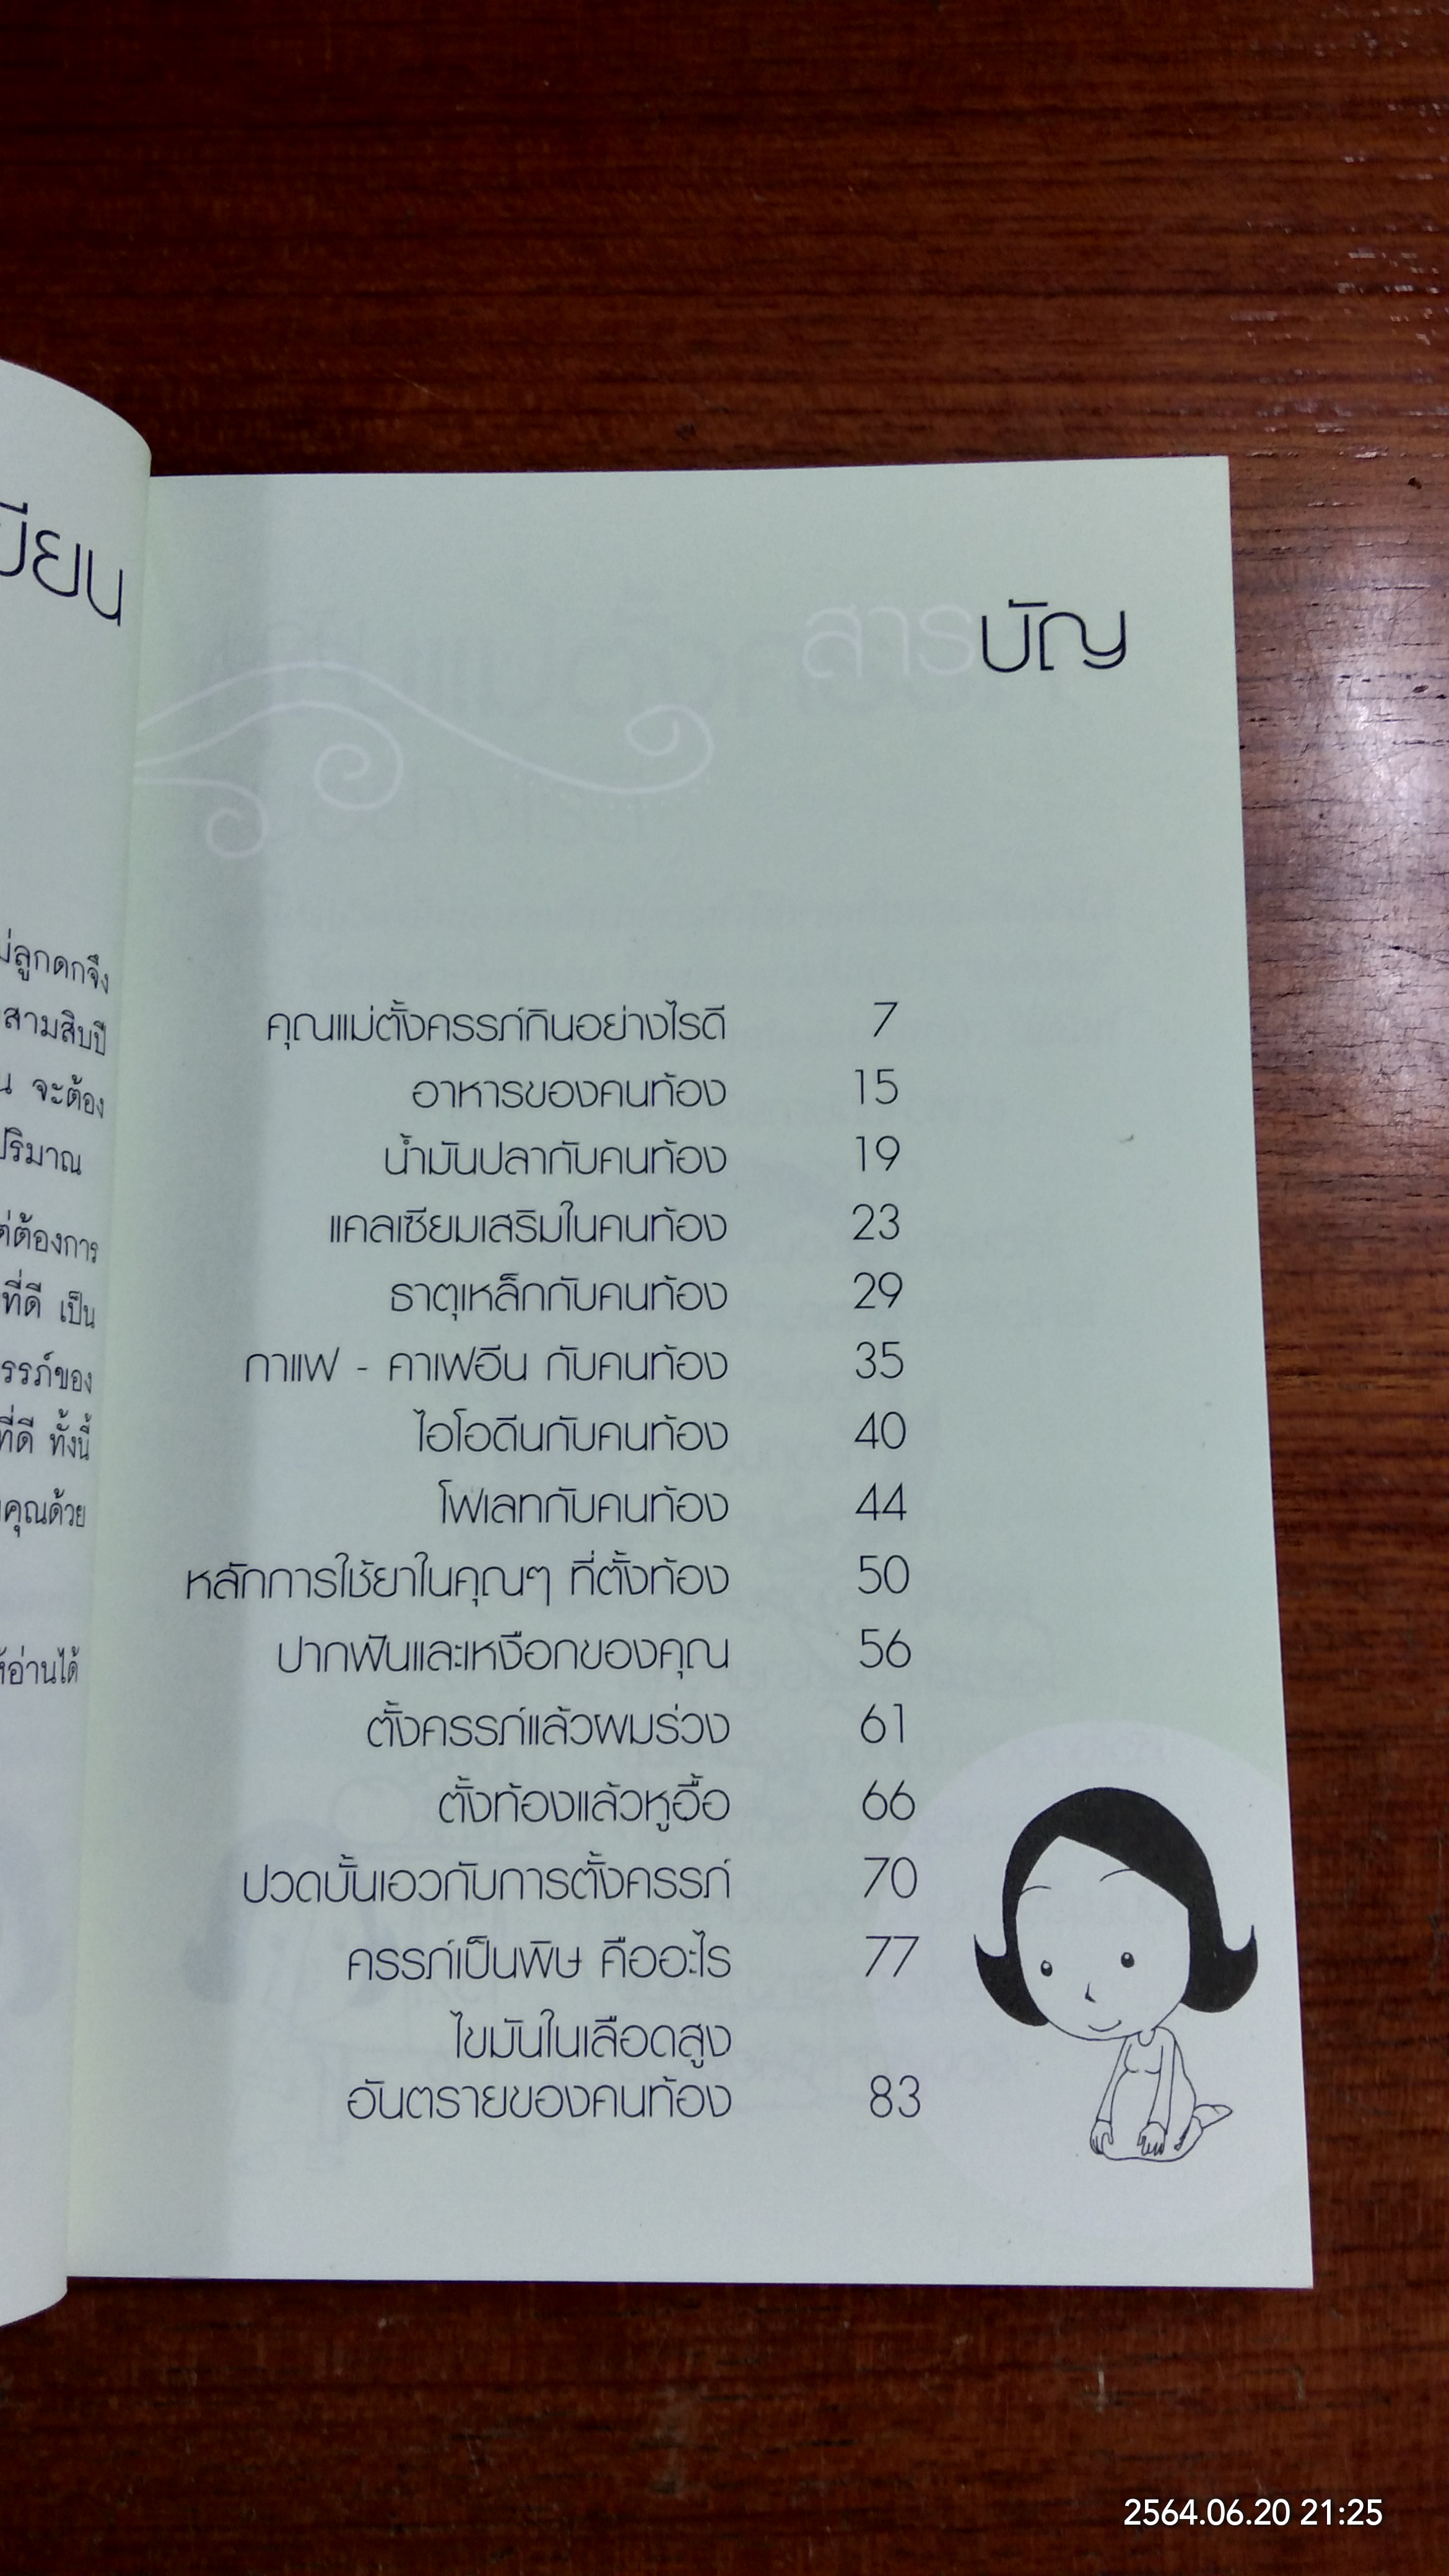 เขียน
ลูกดกจึง
สามสิบปี
จะต้อง
ปริมาณ
ต้องการ
ที่ดี เป็น
ครรภ์ของ
ที่ดี ทั้งนี้
คุณด้วย
อ่านได้
สารบัญ
คุณแม่ตั้งครรภ์กินอย่างไรดี 7
อาหารของคนท้อง 15
น้ำมันปลากับคนท้อง 19
แคลเซียมเสริมในคนท้อง 23
ธาตุเหล็กกับคนท้อง 29
กาแฟ - คาเฟอีน กับคนท้อง 35
ไอโอดีนกับคนท้อง 40
โฟเลทกับคนท้อง 44
หลักการใช้ยาในคุณๆ ที่ตั้งท้อง 50
ปากฟันและเหงือกของคุณ 56
ตั้งครรภ์แล้วผมร่วง 61
ตั้งท้องแล้วหูอื้อ 66
ปวดบั้นเอวกับการตั้งครรภ์ 70
ครรภ์เป็นพิษ คืออะไร 77
ไขมันในเลือดสูง
อันตรายของคนท้อง 83
2564.06.20 21:25